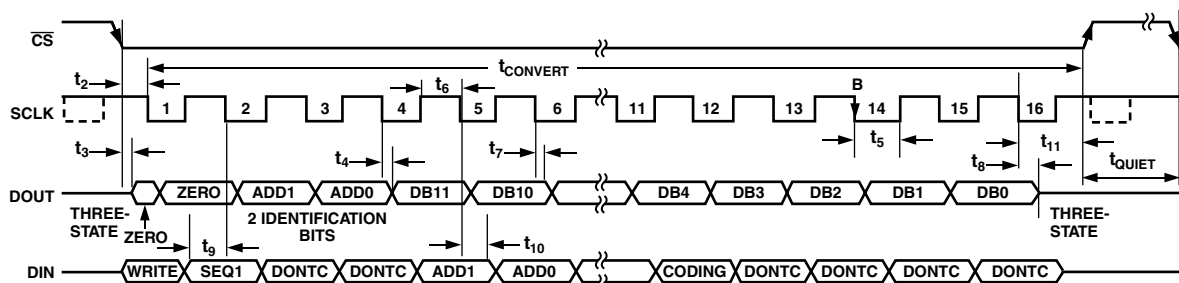 CS
t2
tCONVERT
t6
B
SCLK
1 2 3 4 5 6 11 12 13 14 15 16
t3 t4 t7 t5 t8 t11 tQUIET
DOUT
ZERO ADD1 ADD0 DB11 DB10 DB4 DB3 DB2 DB1 DB0
THREE-
STATE
ZERO
2 IDENTIFICATION
BITS
THREE-
STATE
t9 t10
DIN
WRITE SEQ1 DONTC DONTC ADD1 ADD0 CODING DONTC DONTC DONTC DONTC